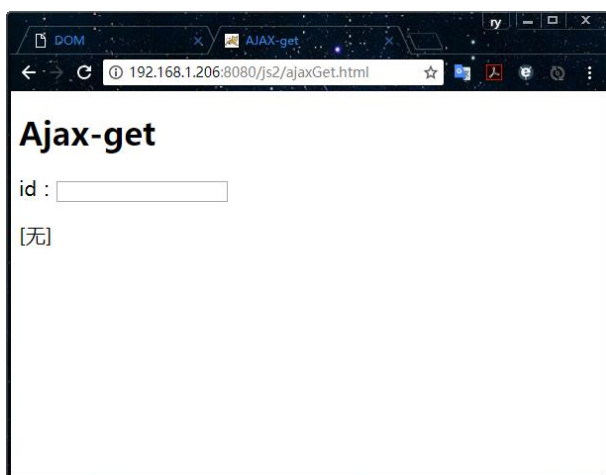 ry
DOM
AJAX-get
192.168.1.206:8080/js2/ajaxGet.html
Ajax-get
id：
[无]